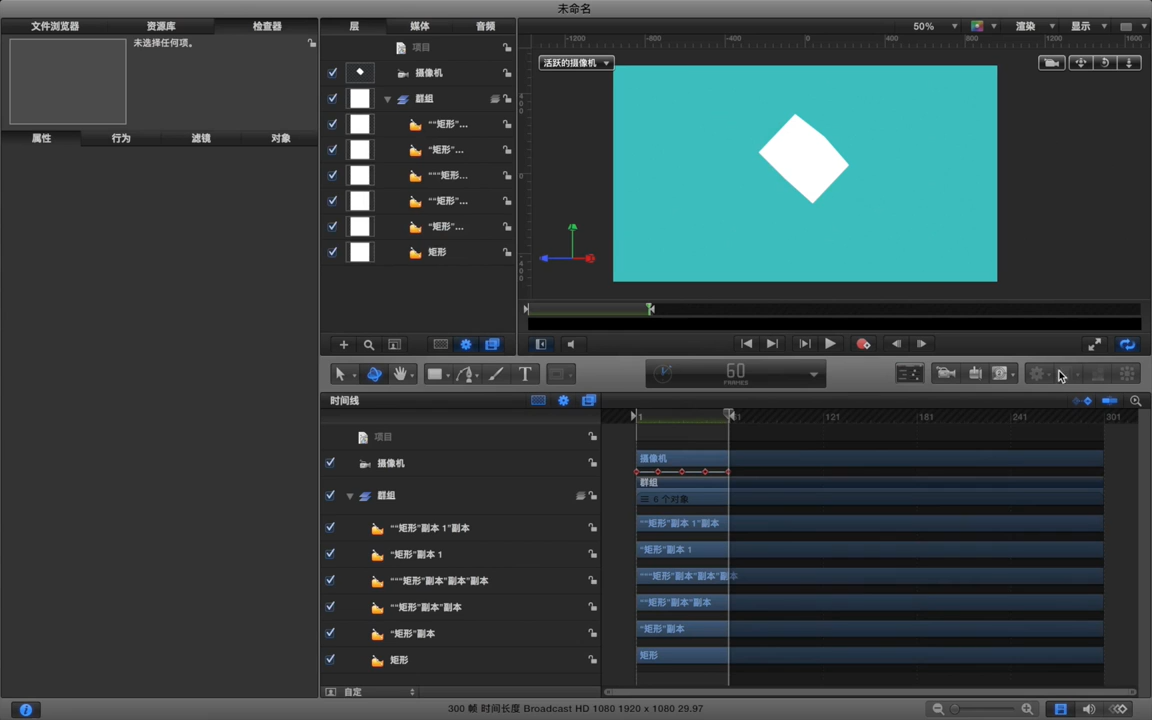 未命名
文件浏览器 资源库 检查器
未选择任何项。
属性 行为 滤镜 对象
层 媒体 音频
项目
摄像机
群组
““矩形”...
“矩形”...
“““矩形...
““矩形”...
“矩形”...
矩形
50% 渲染 显示
-1200 -800 -400 0 400 800 1200 1600
活跃的摄像机
60
FRAMES
时间线
1 121 181 241 301
项目
摄像机
群组
““矩形”副本 1”副本
“矩形”副本 1
“““矩形”副本”副本”副本
““矩形”副本”副本
“矩形”副本
矩形
摄像机
群组
6 个对象
““矩形”副本 1”副本
“矩形”副本 1
“““矩形”副本”副本”副本
““矩形”副本”副本
“矩形”副本
矩形
自定
300 帧 时间长度 Broadcast HD 1080 1920 x 1080 29.97